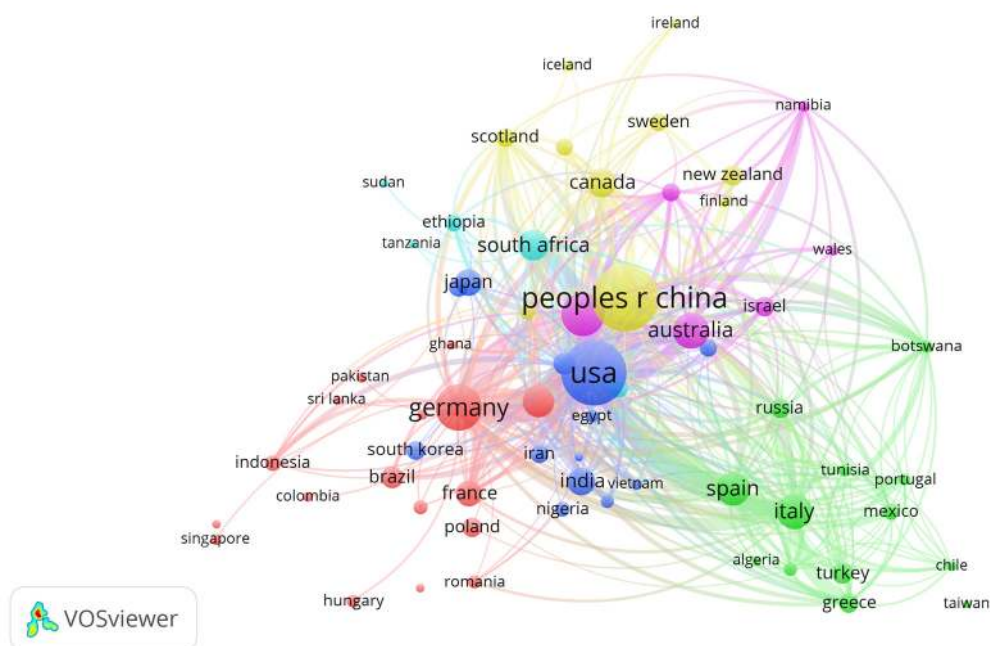 ireland
iceland
namibia
sweden
scotland
new zealand
canada
sudan
finland
ethiopia
tanzania
south africa
wales
japan
peoples r china
israel
australia
ghana
botswana
usa
pakistan
sri lanka
germany
egypt
russia
south korea
iran
indonesia
brazil
tunisia
india
vietnam
portugal
colombia
france
spain
nigeria
italy
mexico
poland
singapore
algeria
chile
turkey
romania
hungary
greece
taiwan
VOSviewer